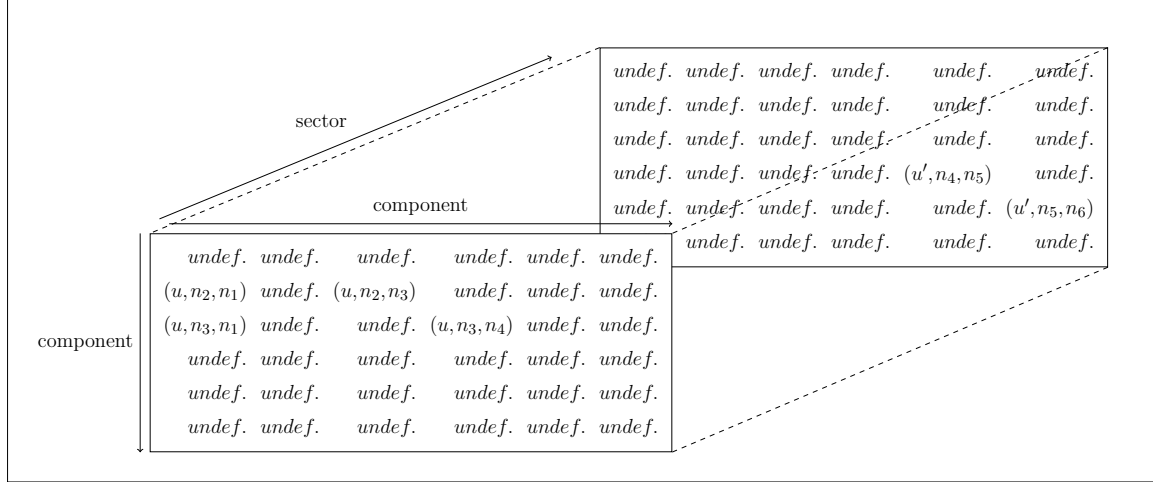 undef. undef. undef. undef. undef. undef.
undef. undef. undef. undef. undef. undef.
sector
undef. undef. undef. undef. undef. undef.
undef. undef. undef. undef. (u′, n₄, n₅) undef.
component
undef. undef. undef. undef. undef. (u′, n₅, n₆)
undef. undef. undef. undef. undef.
undef. undef. undef. undef. undef. undef.
(u, n₂, n₁) undef. (u, n₂, n₃) undef. undef. undef.
(u, n₃, n₁) undef. undef. (u, n₃, n₄) undef. undef.
component
undef. undef. undef. undef. undef. undef.
undef. undef. undef. undef. undef. undef.
undef. undef. undef. undef. undef. undef.